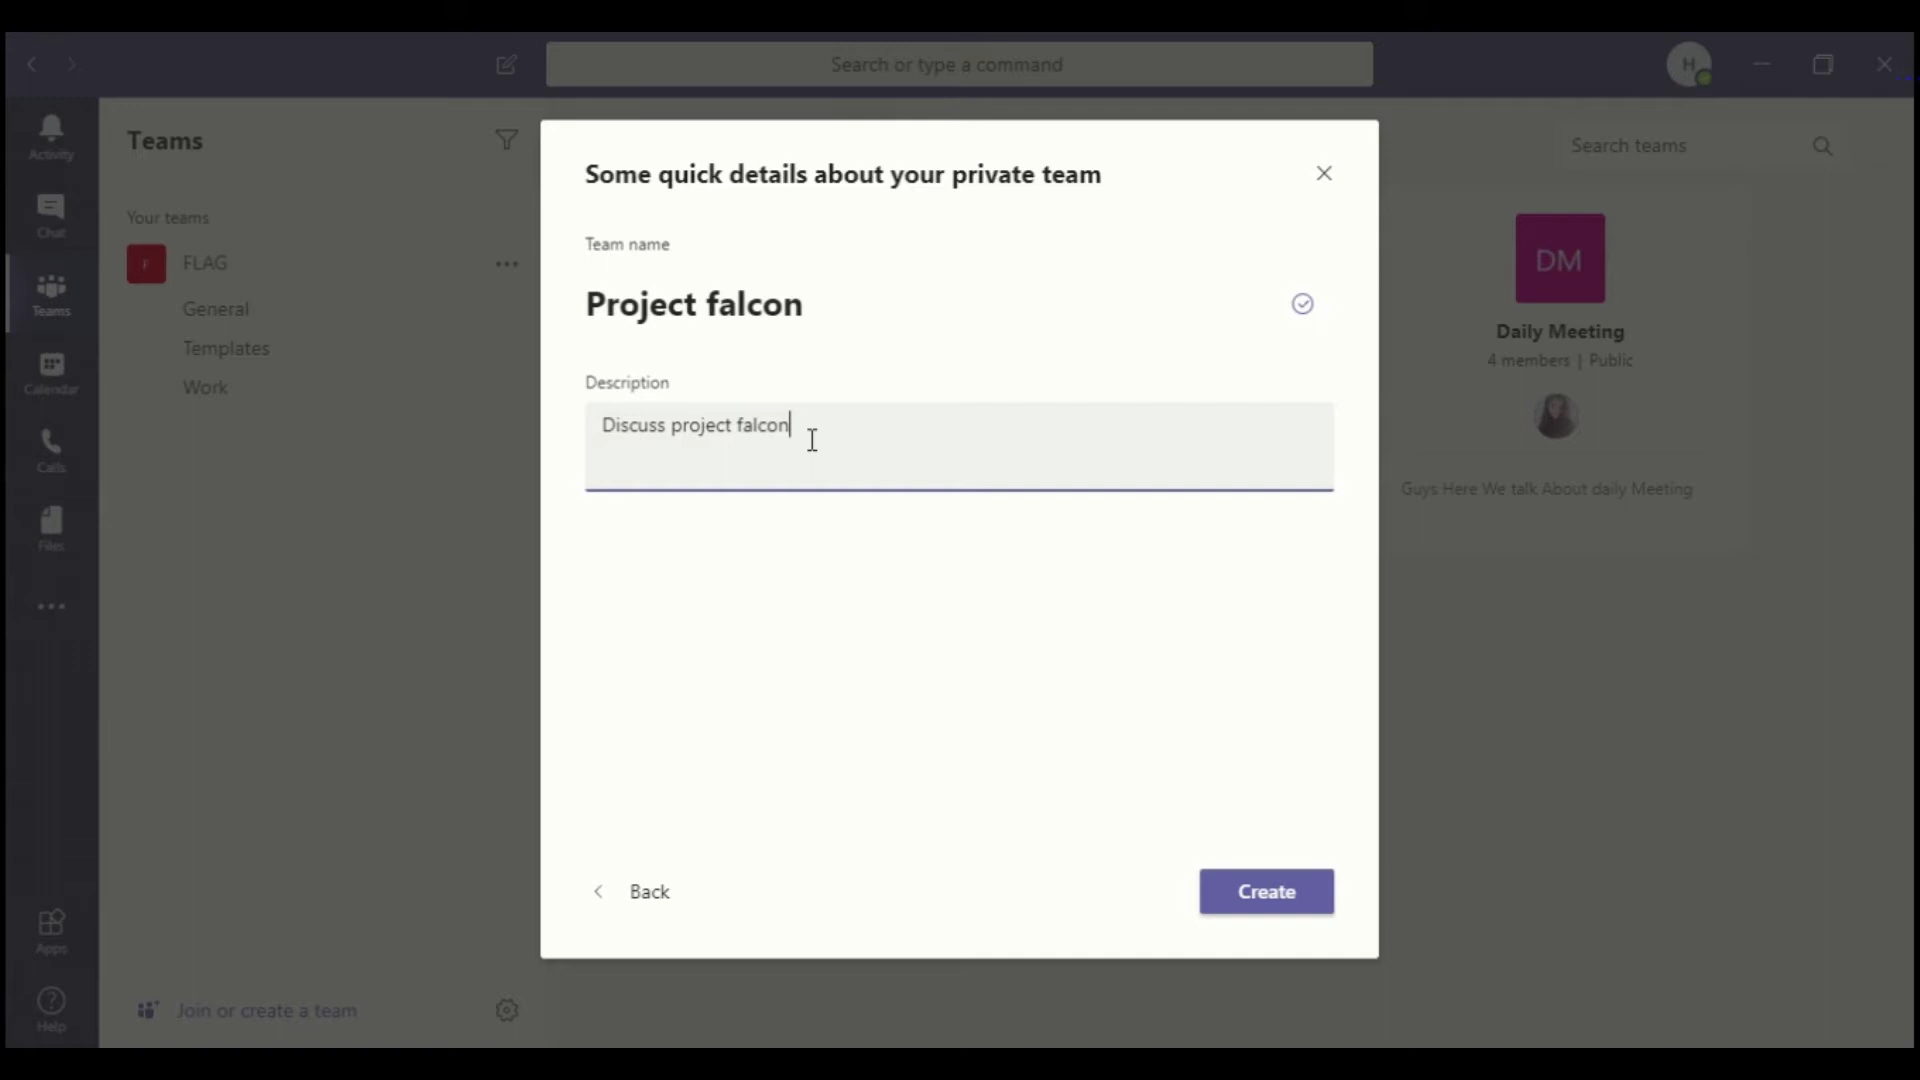 Search or type a command
H
Activity
Chat
Teams
Calendar
Calls
Files
Apps
Help
Teams
Your teams
F
FLAG
General
Templates
Work
Join or create a team
Some quick details about your private team
Team name
Project falcon
Description
Discuss project falcon
Back
Create
Search teams
DM
Daily Meeting
4 members | Public
Guys Here We talk About daily Meeting